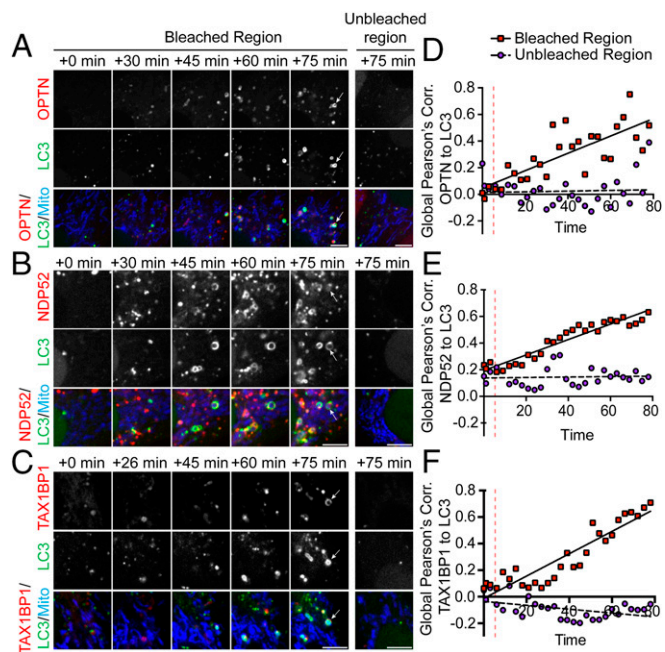 Bleached Region
Unbleached region
A
+0 min +30 min +45 min +60 min +75 min +75 min
OPTN
LC3
OPTN/
LC3/Mito
B
+0 min +30 min +45 min +60 min +75 min +75 min
NDP52
LC3
NDP52/
LC3/Mito
C
+0 min +26 min +45 min +60 min +75 min +75 min
TAX1BP1
LC3
TAX1BP1/
LC3/Mito
D
Bleached Region
Unbleached Region
Global Pearson's Corr.
OPTN to LC3
0.8
0.6
0.4
0.2
0.0
-0.2
20 40 60 80
Time
E
Global Pearson's Corr.
NDP52 to LC3
0.8
0.6
0.4
0.2
0.0
0 20 40 60 80
Time
F
Global Pearson's Corr.
TAX1BP1 to LC3
0.8
0.6
0.4
0.2
0.0
-0.2
20 40 60 80
Time